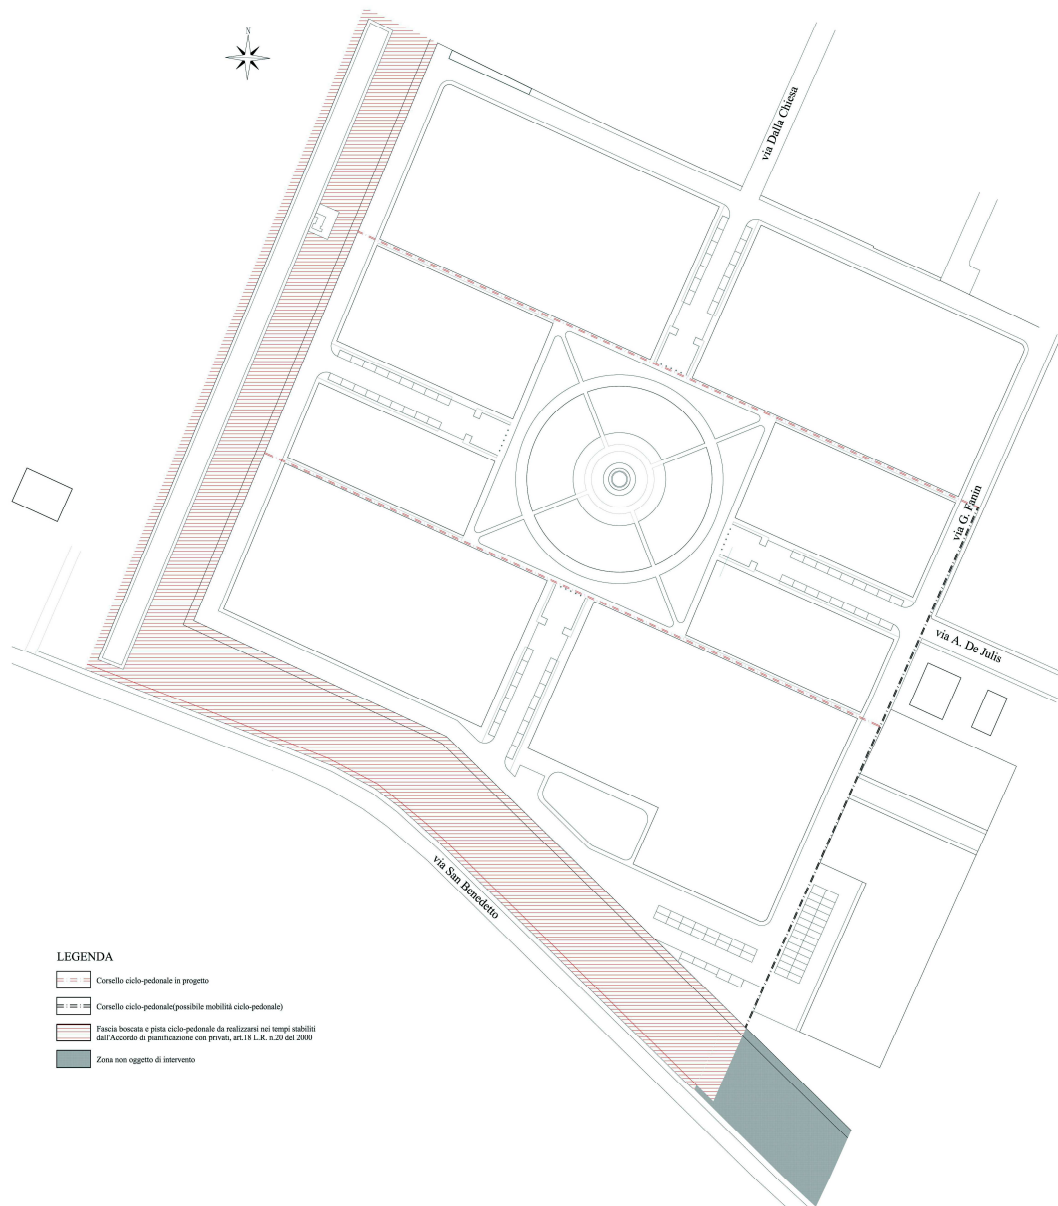 N
via Dalla Chiesa
via G. Fanin
via A. De Julis
via San Benedetto
LEGENDA
Corsello ciclo-pedonale in progetto
Corsello ciclo-pedonale(possibile mobilità ciclo-pedonale)
Fascia boscata e pista ciclo-pedonale da realizzarsi nei tempi stabiliti
dall'Accordo di pianificazione con privati, art.18 L.R. n.20 del 2000
Zona non oggetto di intervento